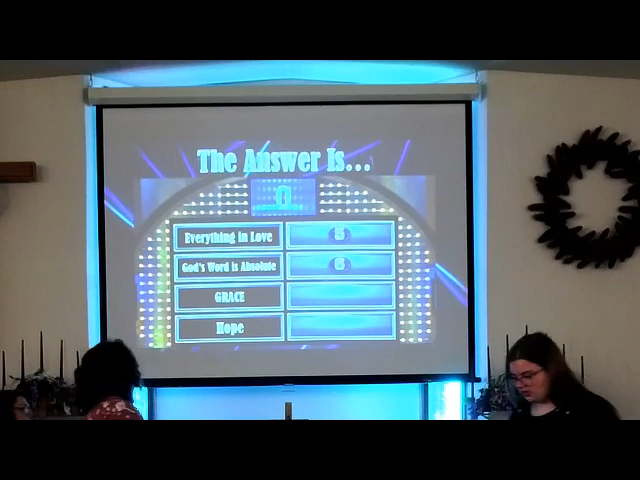 The Answer Is...
0
Everything in Love 5
God's Word is Absolute 6
GRACE
Hope